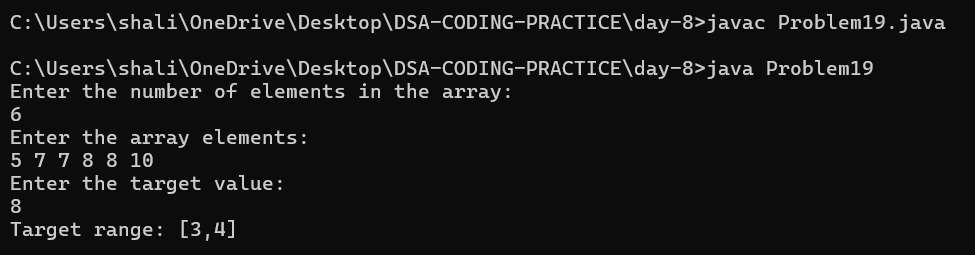 C:\Users\shali\OneDrive\Desktop\DSA-CODING-PRACTICE\day-8>javac Problem19.java
C:\Users\shali\OneDrive\Desktop\DSA-CODING-PRACTICE\day-8>java Problem19
Enter the number of elements in the array:
6
Enter the array elements:
5 7 7 8 8 10
Enter the target value:
8
Target range: [3,4]